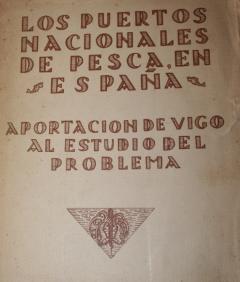 LOS PUERTOS
NACIONALES
DE PESCA, EN
ESPAÑA
APORTACION DE VIGO
AL ESTUDIO DEL
PROBLEMA